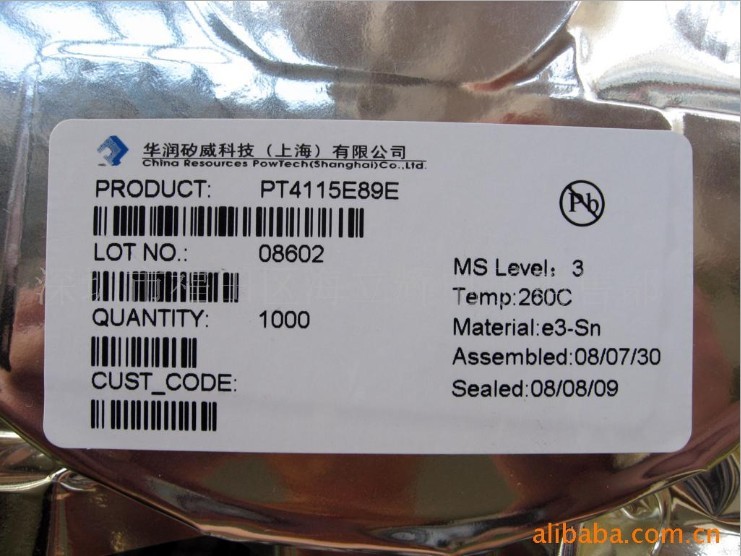 华润矽威科技（上海）有限公司
China Resources PowTech(Shanghai)Co.,Ltd.
PRODUCT: PT4115E89E
Pb
LOT NO.: 08602
MS Level：3
Temp:260C
QUANTITY: 1000
Material:e3-Sn
Assembled:08/07/30
CUST_CODE:
Sealed:08/08/09
alibaba.com.cn